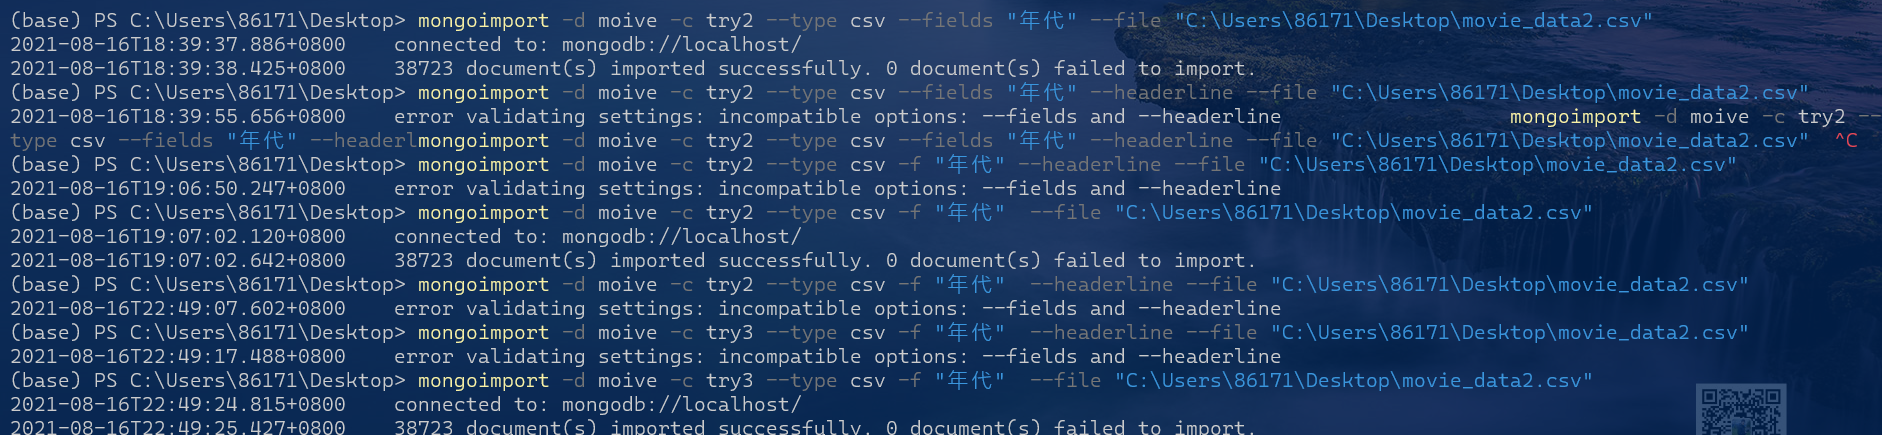 (base) PS C:\Users\86171\Desktop> mongoimport -d moive -c try2 --type csv --fields "年代" --file "C:\Users\86171\Desktop\movie_data2.csv"
2021-08-16T18:39:37.886+0800    connected to: mongodb://localhost/
2021-08-16T18:39:38.425+0800    38723 document(s) imported successfully. 0 document(s) failed to import.
(base) PS C:\Users\86171\Desktop> mongoimport -d moive -c try2 --type csv --fields "年代" --headerline --file "C:\Users\86171\Desktop\movie_data2.csv"
2021-08-16T18:39:55.656+0800    error validating settings: incompatible options: --fields and --headerline                   mongoimport -d moive -c try2 --
type csv --fields "年代" --headerlmongoimport -d moive -c try2 --type csv --fields "年代" --headerline --file "C:\Users\86171\Desktop\movie_data2.csv"  ^C
(base) PS C:\Users\86171\Desktop> mongoimport -d moive -c try2 --type csv -f "年代" --headerline --file "C:\Users\86171\Desktop\movie_data2.csv"
2021-08-16T19:06:50.247+0800    error validating settings: incompatible options: --fields and --headerline
(base) PS C:\Users\86171\Desktop> mongoimport -d moive -c try2 --type csv -f "年代"  --file "C:\Users\86171\Desktop\movie_data2.csv"
2021-08-16T19:07:02.120+0800    connected to: mongodb://localhost/
2021-08-16T19:07:02.642+0800    38723 document(s) imported successfully. 0 document(s) failed to import.
(base) PS C:\Users\86171\Desktop> mongoimport -d moive -c try2 --type csv -f "年代"  --headerline --file "C:\Users\86171\Desktop\movie_data2.csv"
2021-08-16T22:49:07.602+0800    error validating settings: incompatible options: --fields and --headerline
(base) PS C:\Users\86171\Desktop> mongoimport -d moive -c try3 --type csv -f "年代"  --headerline --file "C:\Users\86171\Desktop\movie_data2.csv"
2021-08-16T22:49:17.488+0800    error validating settings: incompatible options: --fields and --headerline
(base) PS C:\Users\86171\Desktop> mongoimport -d moive -c try3 --type csv -f "年代"  --file "C:\Users\86171\Desktop\movie_data2.csv"
2021-08-16T22:49:24.815+0800    connected to: mongodb://localhost/
2021-08-16T22:49:25.427+0800    38723 document(s) imported successfully. 0 document(s) failed to import.